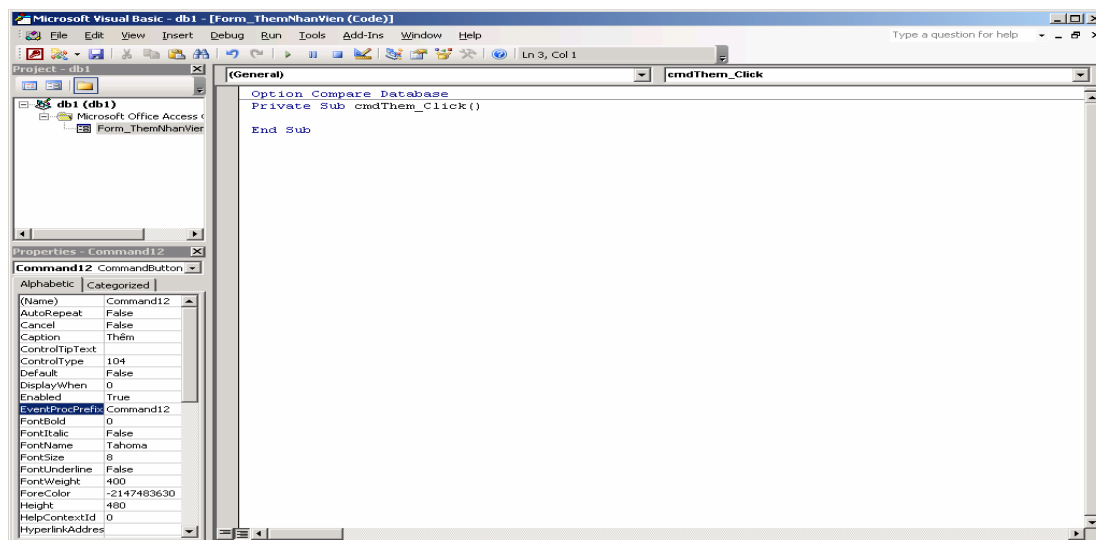 Microsoft Visual Basic - db1 - [Form_ThemNhanVien (Code)]
File Edit View Insert Debug Run Tools Add-Ins Window Help
Type a question for help
Ln 3, Col 1
Project - db1
db1 (db1)
Microsoft Office Access
Form_ThemNhanVier
Properties - Command12
Command12 CommandButton
Alphabetic Categorized
(Name) Command12
AutoRepeat False
Cancel False
Caption Thêm
ControlTipText
ControlType 104
Default False
DisplayWhen 0
Enabled True
EventProcPrefix Command12
FontBold 0
FontItalic False
FontName Tahoma
FontSize 8
FontUnderline False
FontWeight 400
ForeColor -2147483630
Height 480
HelpContextId 0
HyperlinkAddres
(General) cmdThem_Click
Option Compare Database
Private Sub cmdThem_Click()
End Sub